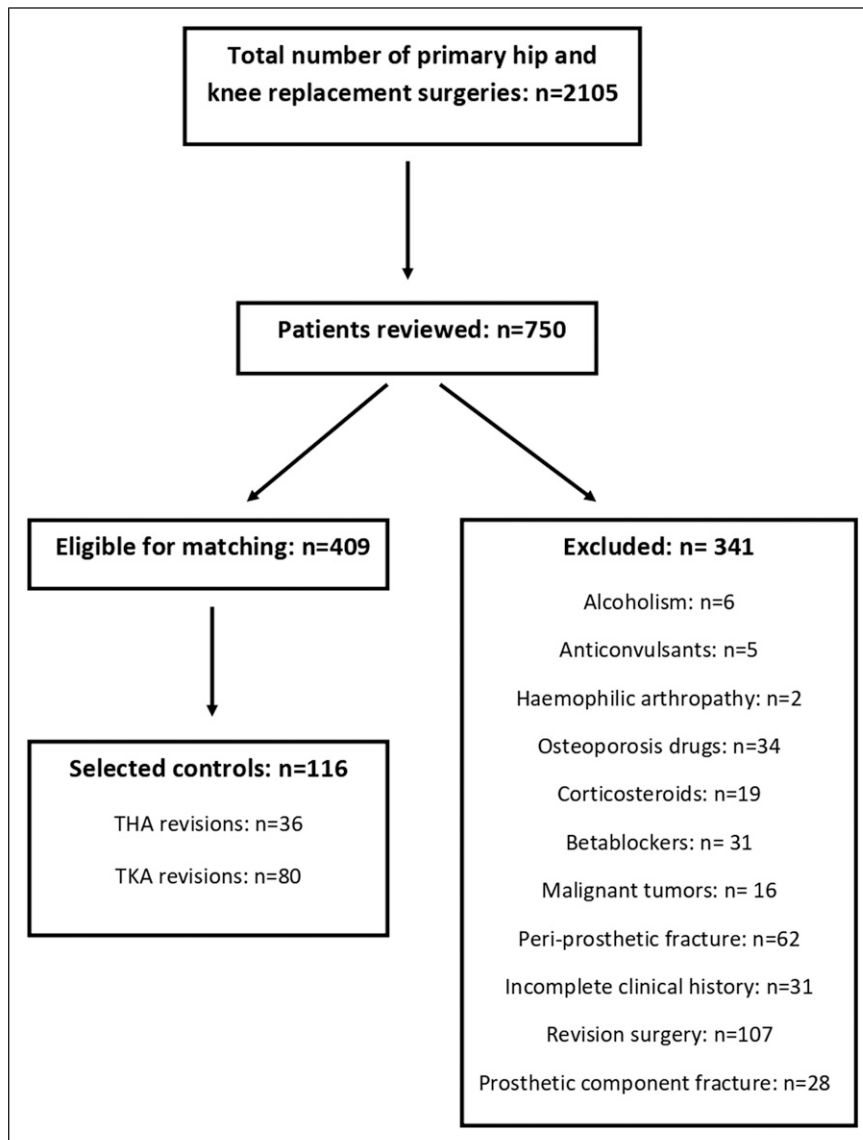 Total number of primary hip and
knee replacement surgeries: n=2105
Patients reviewed: n=750
Eligible for matching: n=409
Selected controls: n=116
THA revisions: n=36
TKA revisions: n=80
Excluded: n= 341
Alcoholism: n=6
Anticonvulsants: n=5
Haemophilic arthropathy: n=2
Osteoporosis drugs: n=34
Corticosteroids: n=19
Betablockers: n= 31
Malignant tumors: n= 16
Peri-prosthetic fracture: n=62
Incomplete clinical history: n=31
Revision surgery: n=107
Prosthetic component fracture: n=28